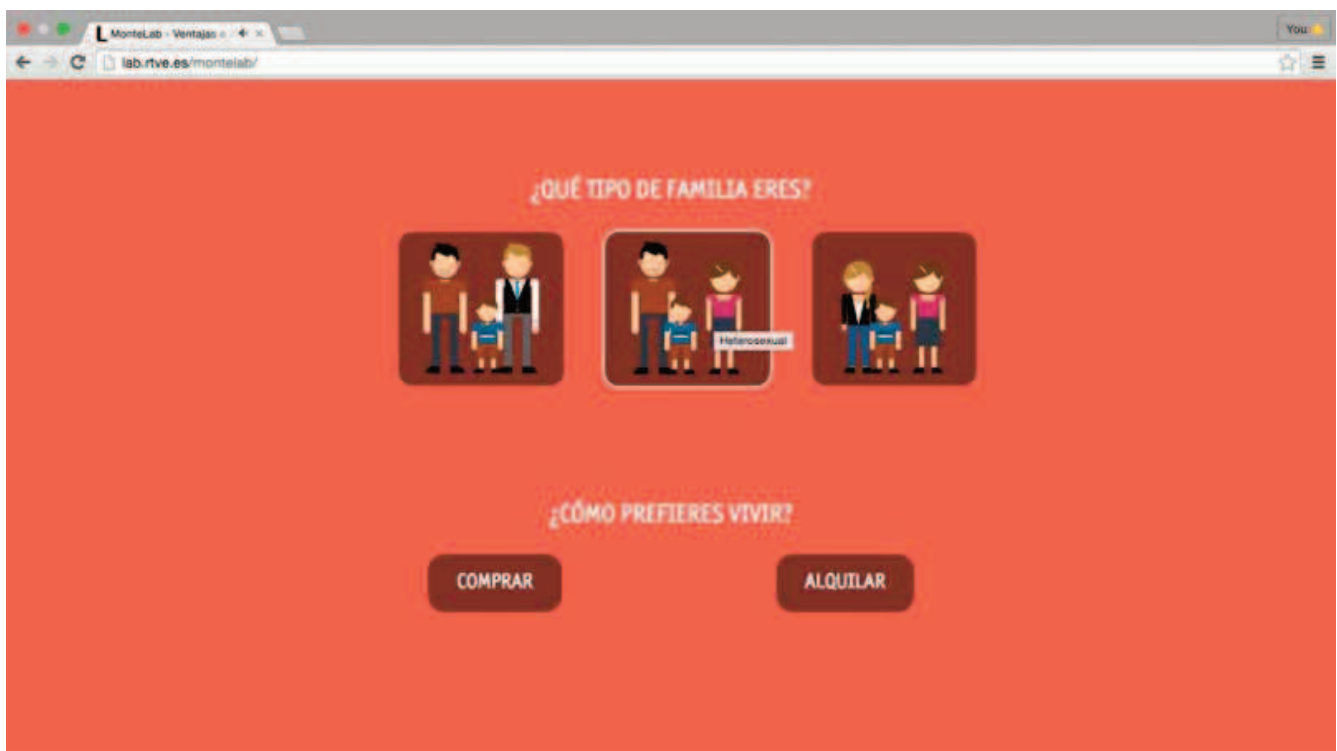 MonteLab - Ventajas
You
lab.rtve.es/montelab/
¿QUÉ TIPO DE FAMILIA ERES?
Heterosexual
¿CÓMO PREFIERES VIVIR?
COMPRAR
ALQUILAR